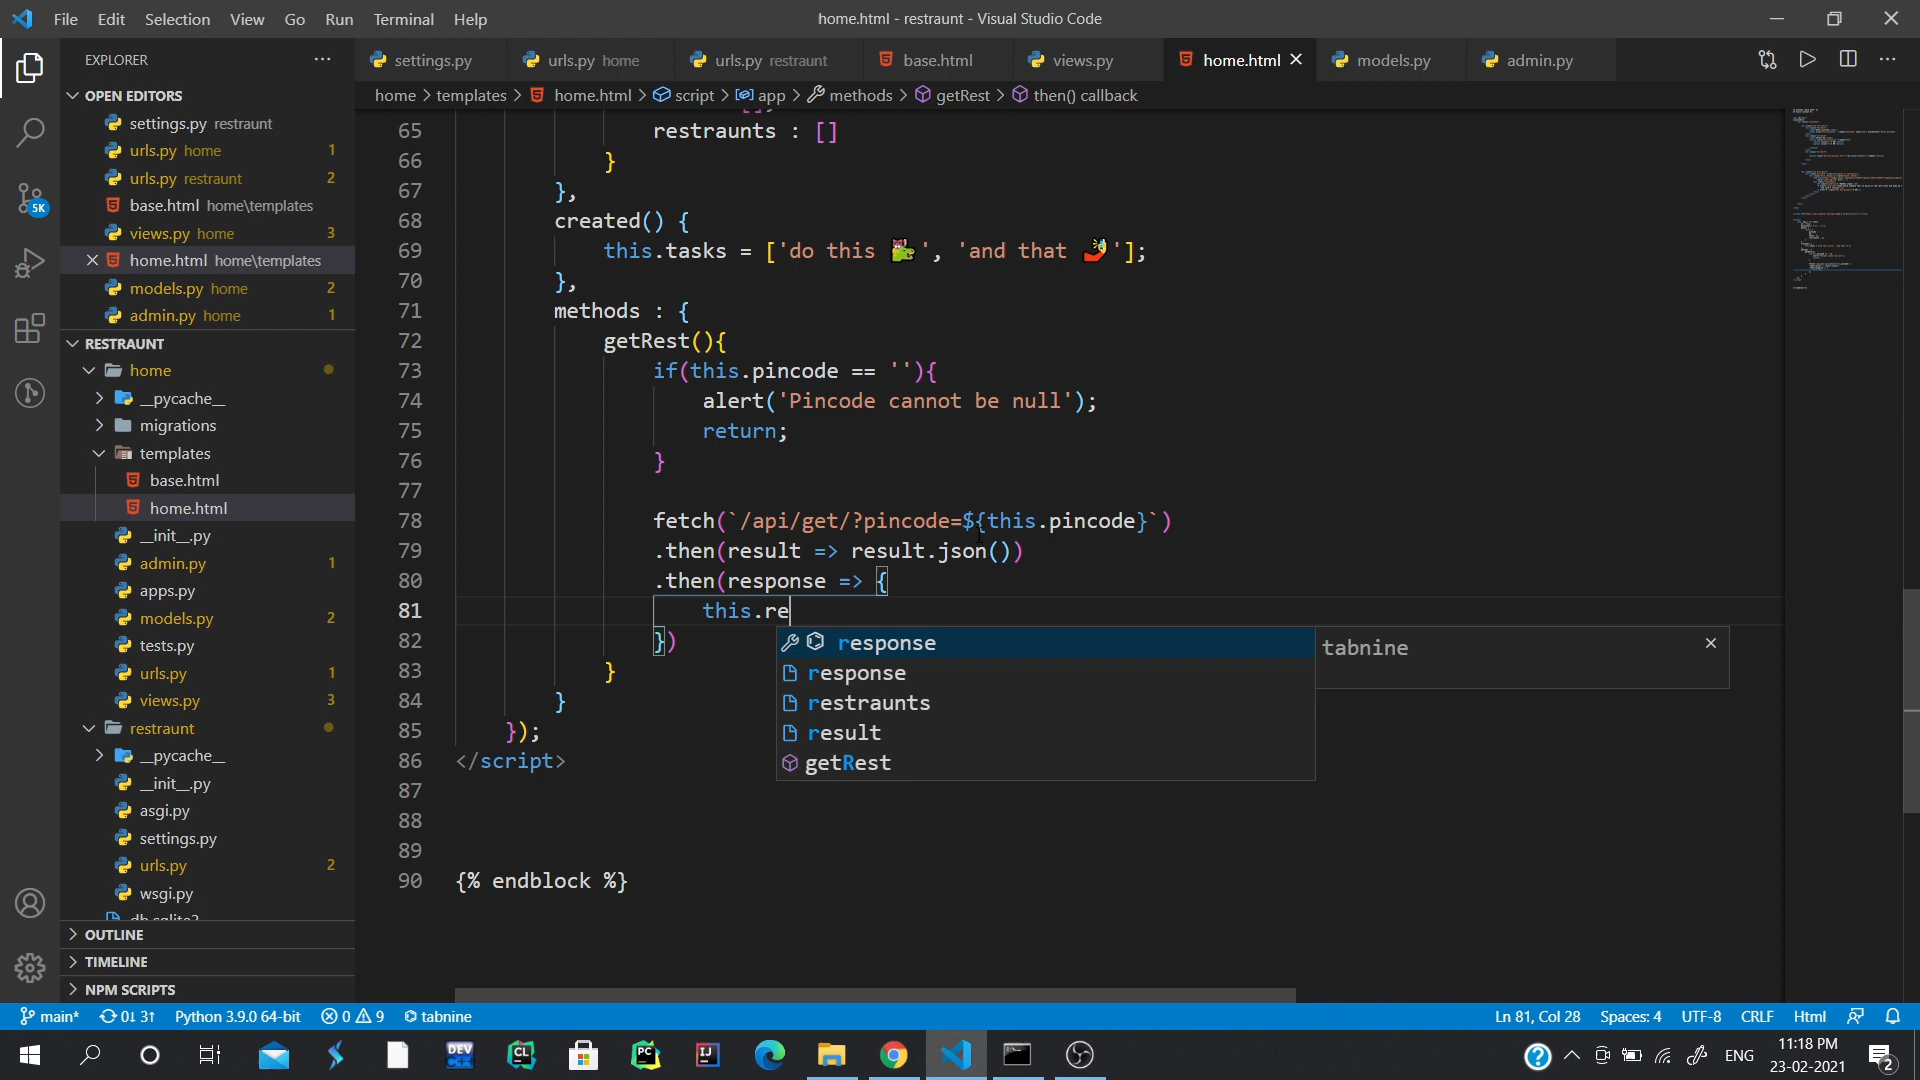 File Edit Selection View Go Run Terminal Help
home.html - restraunt - Visual Studio Code
EXPLORER
settings.py
urls.py home
urls.py restraunt
base.html
views.py
home.html
models.py
admin.py
home > templates > home.html > script > app > methods > getRest > then() callback
OPEN EDITORS
settings.py restraunt
urls.py home 1
urls.py restraunt 2
base.html home\templates
views.py home 3
home.html home\templates
models.py home 2
admin.py home 1
RESTRAUNT
home
__pycache__
migrations
templates
base.html
home.html
__init__.py
admin.py 1
apps.py
models.py 2
tests.py
urls.py 1
views.py 3
restraunt
__pycache__
__init__.py
asgi.py
settings.py
urls.py 2
wsgi.py
db.sqlite3
OUTLINE
TIMELINE
NPM SCRIPTS
5K
65 restraunts : []
66 }
67 },
68 created() {
69 this.tasks = ['do this ', 'and that '];
70 },
71 methods : {
72 getRest(){
73 if(this.pincode == ''){
74 alert('Pincode cannot be null');
75 return;
76 }
77
78 fetch(`/api/get/?pincode=${this.pincode}`)
79 .then(result => result.json())
80 .then(response => {
81 this.re
82 })
83 }
84 }
85 });
86 </script>
87
88
89
90 {% endblock %}
response
response
restraunts
result
getRest
tabnine
main* 0↓ 3↑ Python 3.9.0 64-bit 0 9 tabnine
Ln 81, Col 28 Spaces: 4 UTF-8 CRLF Html
DEV C++
CL
PC
IJ
ENG
11:18 PM
23-02-2021
2